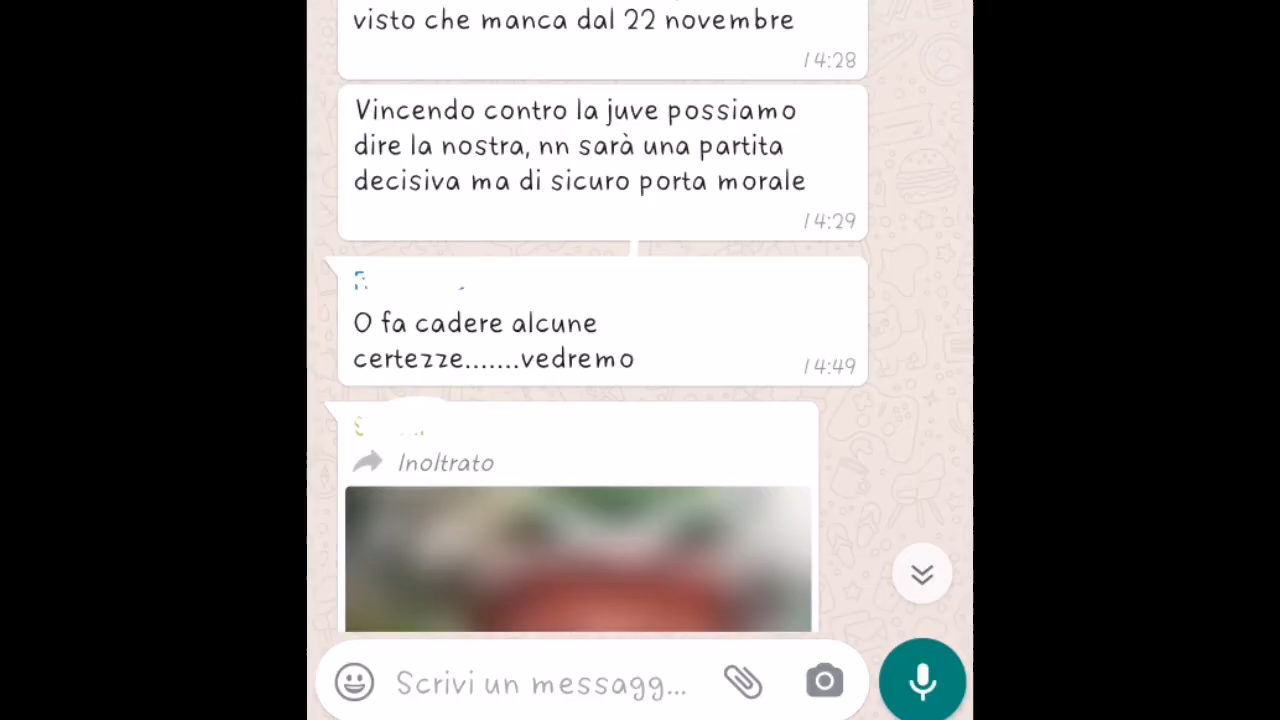 visto che manca dal 22 novembre
14:28
Vincendo contro la juve possiamo
dire la nostra, nn sarà una partita
decisiva ma di sicuro porta morale
14:29
O fa cadere alcune
certezze.......vedremo
14:49
Inoltrato
Scrivi un messagg...